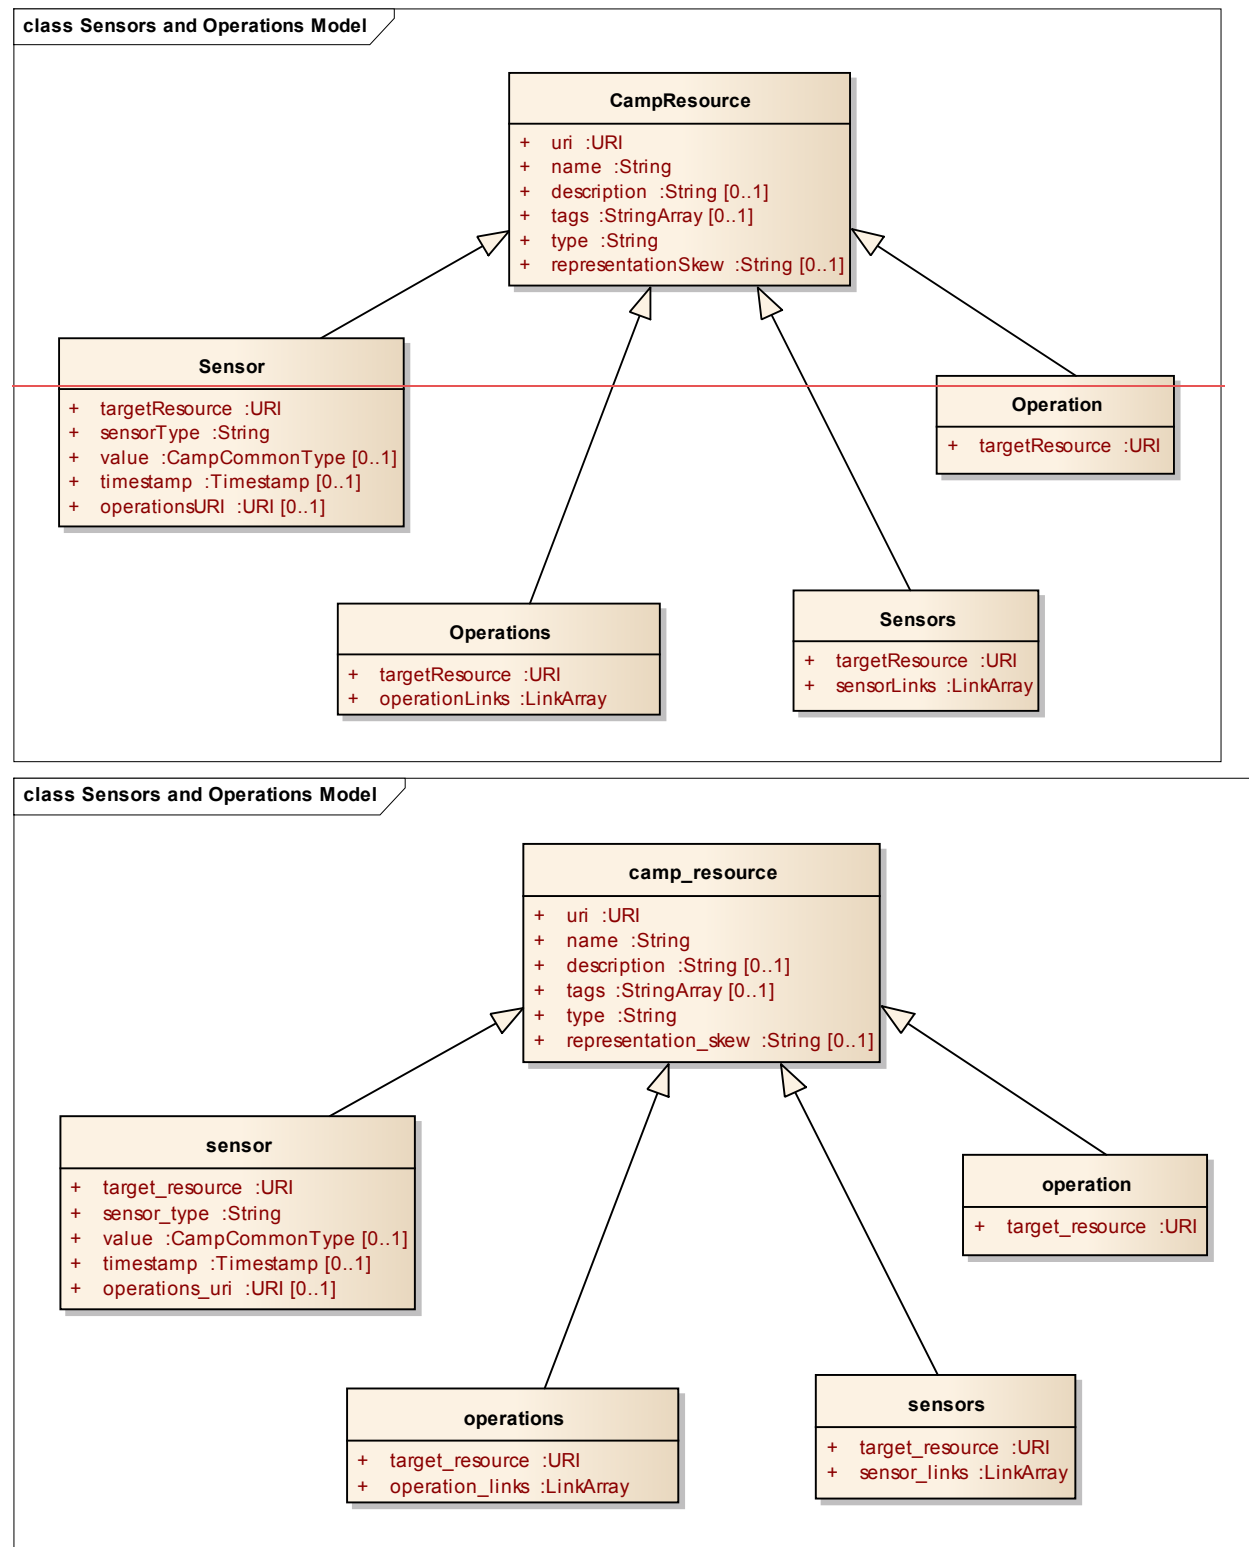 class Sensors and Operations Model
CampResource
+ uri :URI
+ name :String
+ description :String [0..1]
+ tags :StringArray [0..1]
+ type :String
+ representationSkew :String [0..1]
Sensor
+ targetResource :URI
+ sensorType :String
+ value :CampCommonType [0..1]
+ timestamp :Timestamp [0..1]
+ operationsURI :URI [0..1]
Operation
+ targetResource :URI
Operations
+ targetResource :URI
+ operationLinks :LinkArray
Sensors
+ targetResource :URI
+ sensorLinks :LinkArray
class Sensors and Operations Model
camp_resource
+ uri :URI
+ name :String
+ description :String [0..1]
+ tags :StringArray [0..1]
+ type :String
+ representation_skew :String [0..1]
sensor
+ target_resource :URI
+ sensor_type :String
+ value :CampCommonType [0..1]
+ timestamp :Timestamp [0..1]
+ operations_uri :URI [0..1]
operation
+ target_resource :URI
operations
+ target_resource :URI
+ operation_links :LinkArray
sensors
+ target_resource :URI
+ sensor_links :LinkArray